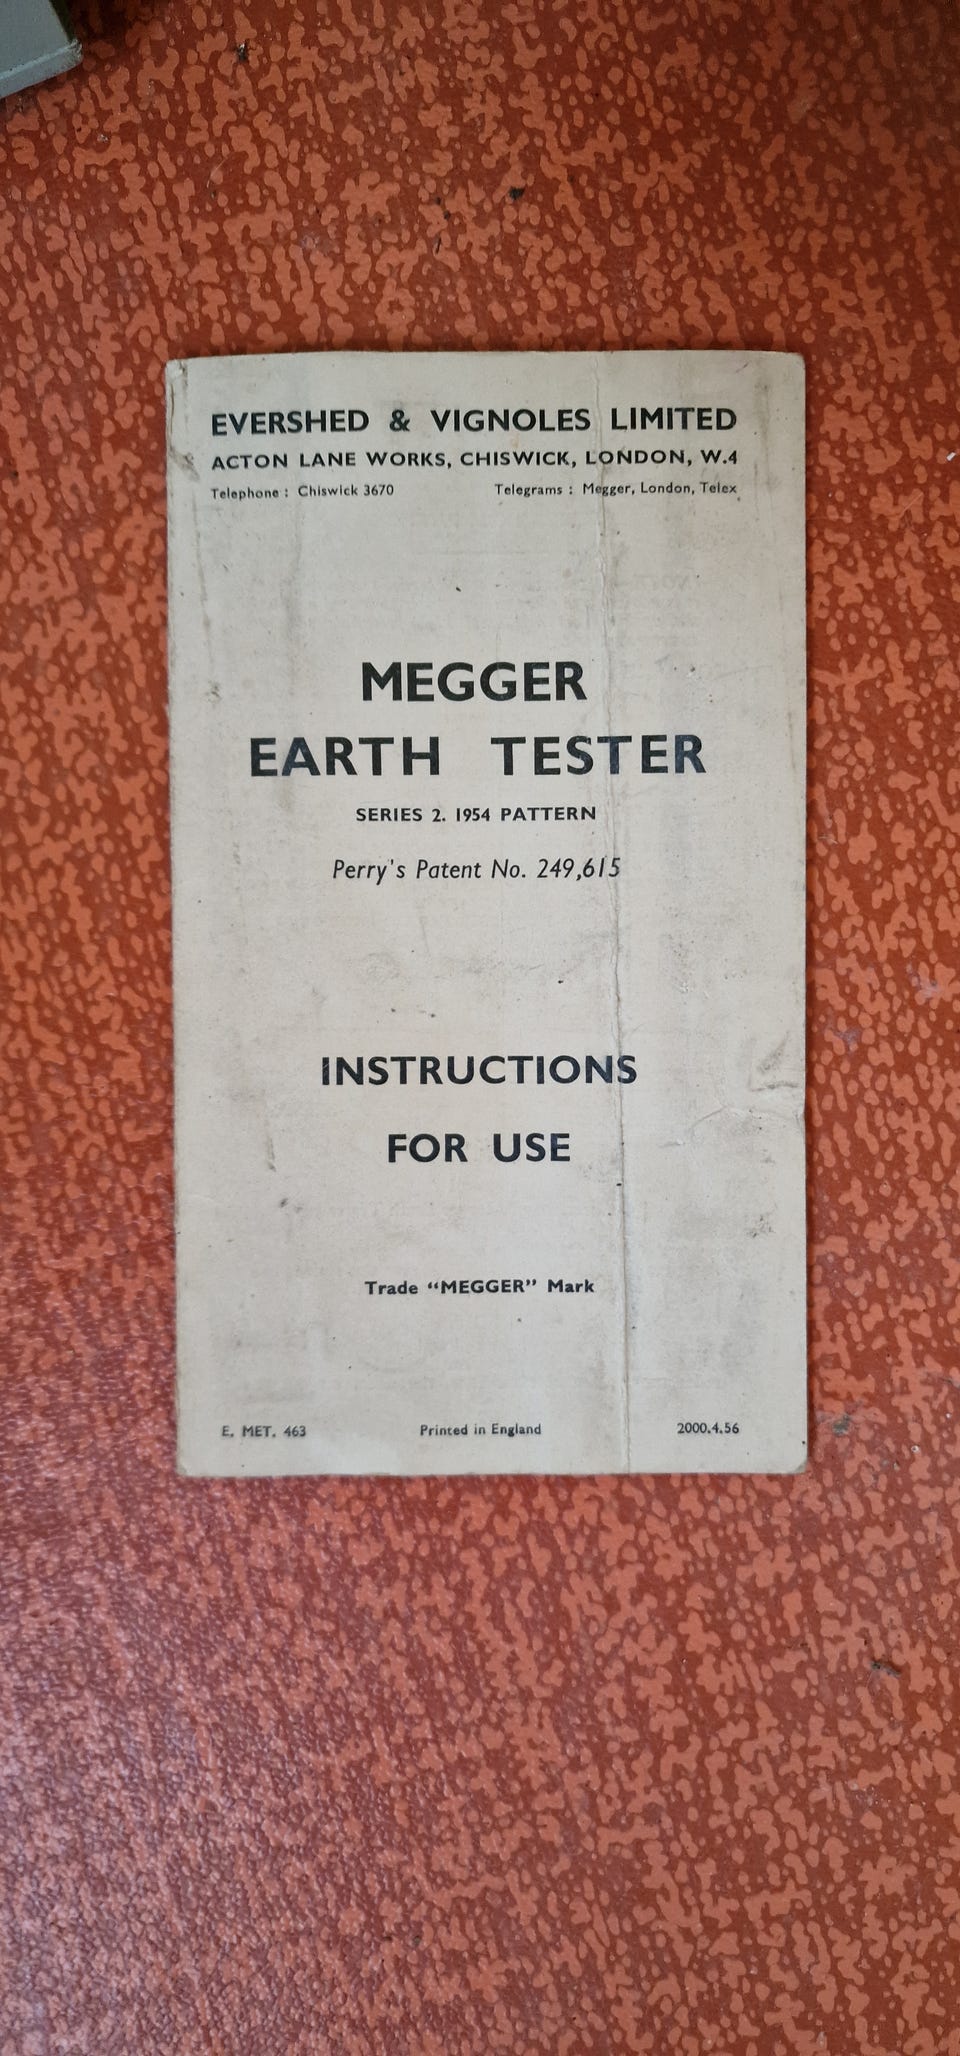 EVERSHED & VIGNOLES LIMITED
ACTON LANE WORKS, CHISWICK, LONDON, W.4
Telephone : Chiswick 3670 Telegrams : Megger, London, Telex
MEGGER
EARTH TESTER
SERIES 2. 1954 PATTERN
Perry's Patent No. 249,615
INSTRUCTIONS
FOR USE
Trade “MEGGER” Mark
E. MET. 463 Printed in England 2000.4.56